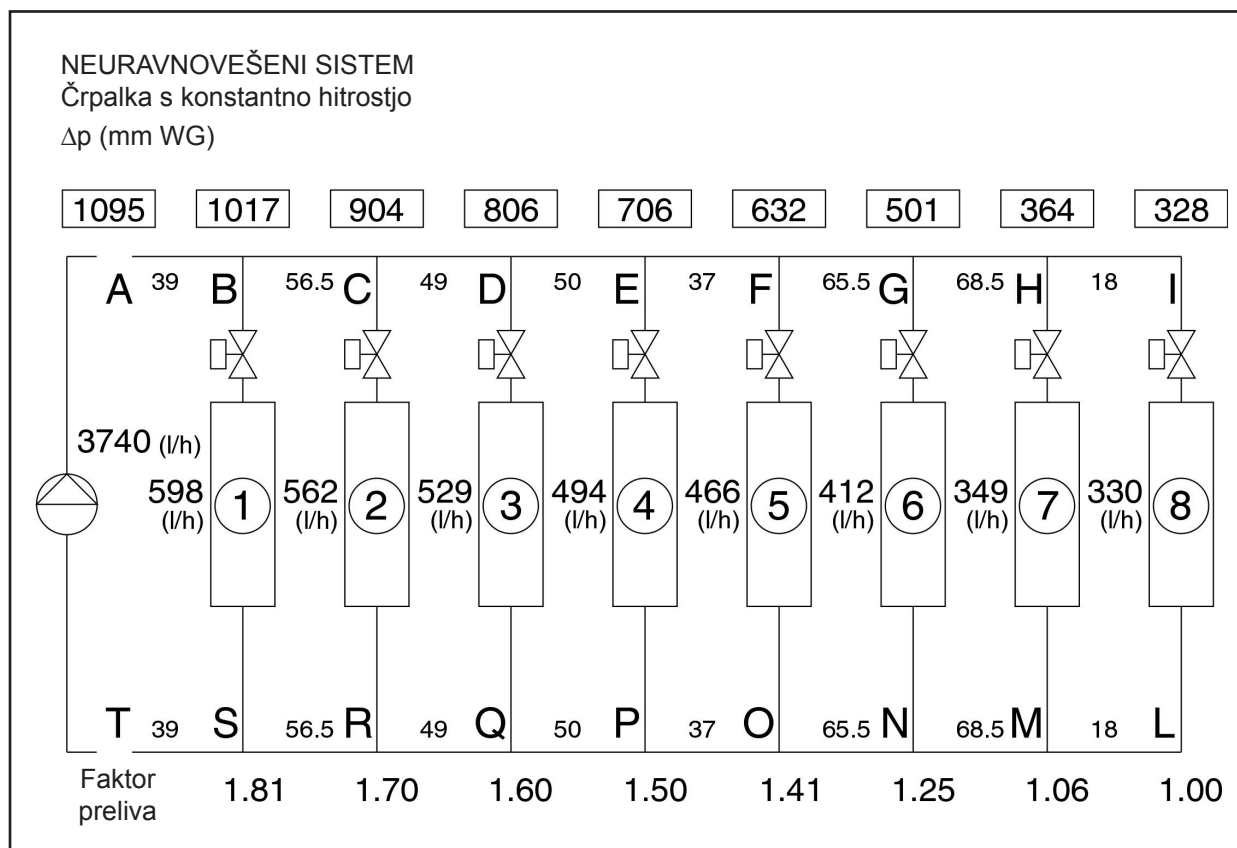 NEURAVNOVEŠENI SISTEM
Črpalka s konstantno hitrostjo
∆p (mm WG)
1095 1017 904 806 706 632 501 364 328
A 39 B 56.5 C 49 D 50 E 37 F 65.5 G 68.5 H 18 I
3740 (l/h)
598 (l/h) 1 562 (l/h) 2 529 (l/h) 3 494 (l/h) 4 466 (l/h) 5 412 (l/h) 6 349 (l/h) 7 330 (l/h) 8
T 39 S 56.5 R 49 Q 50 P 37 O 65.5 N 68.5 M 18 L
Faktor
preliva
1.81 1.70 1.60 1.50 1.41 1.25 1.06 1.00